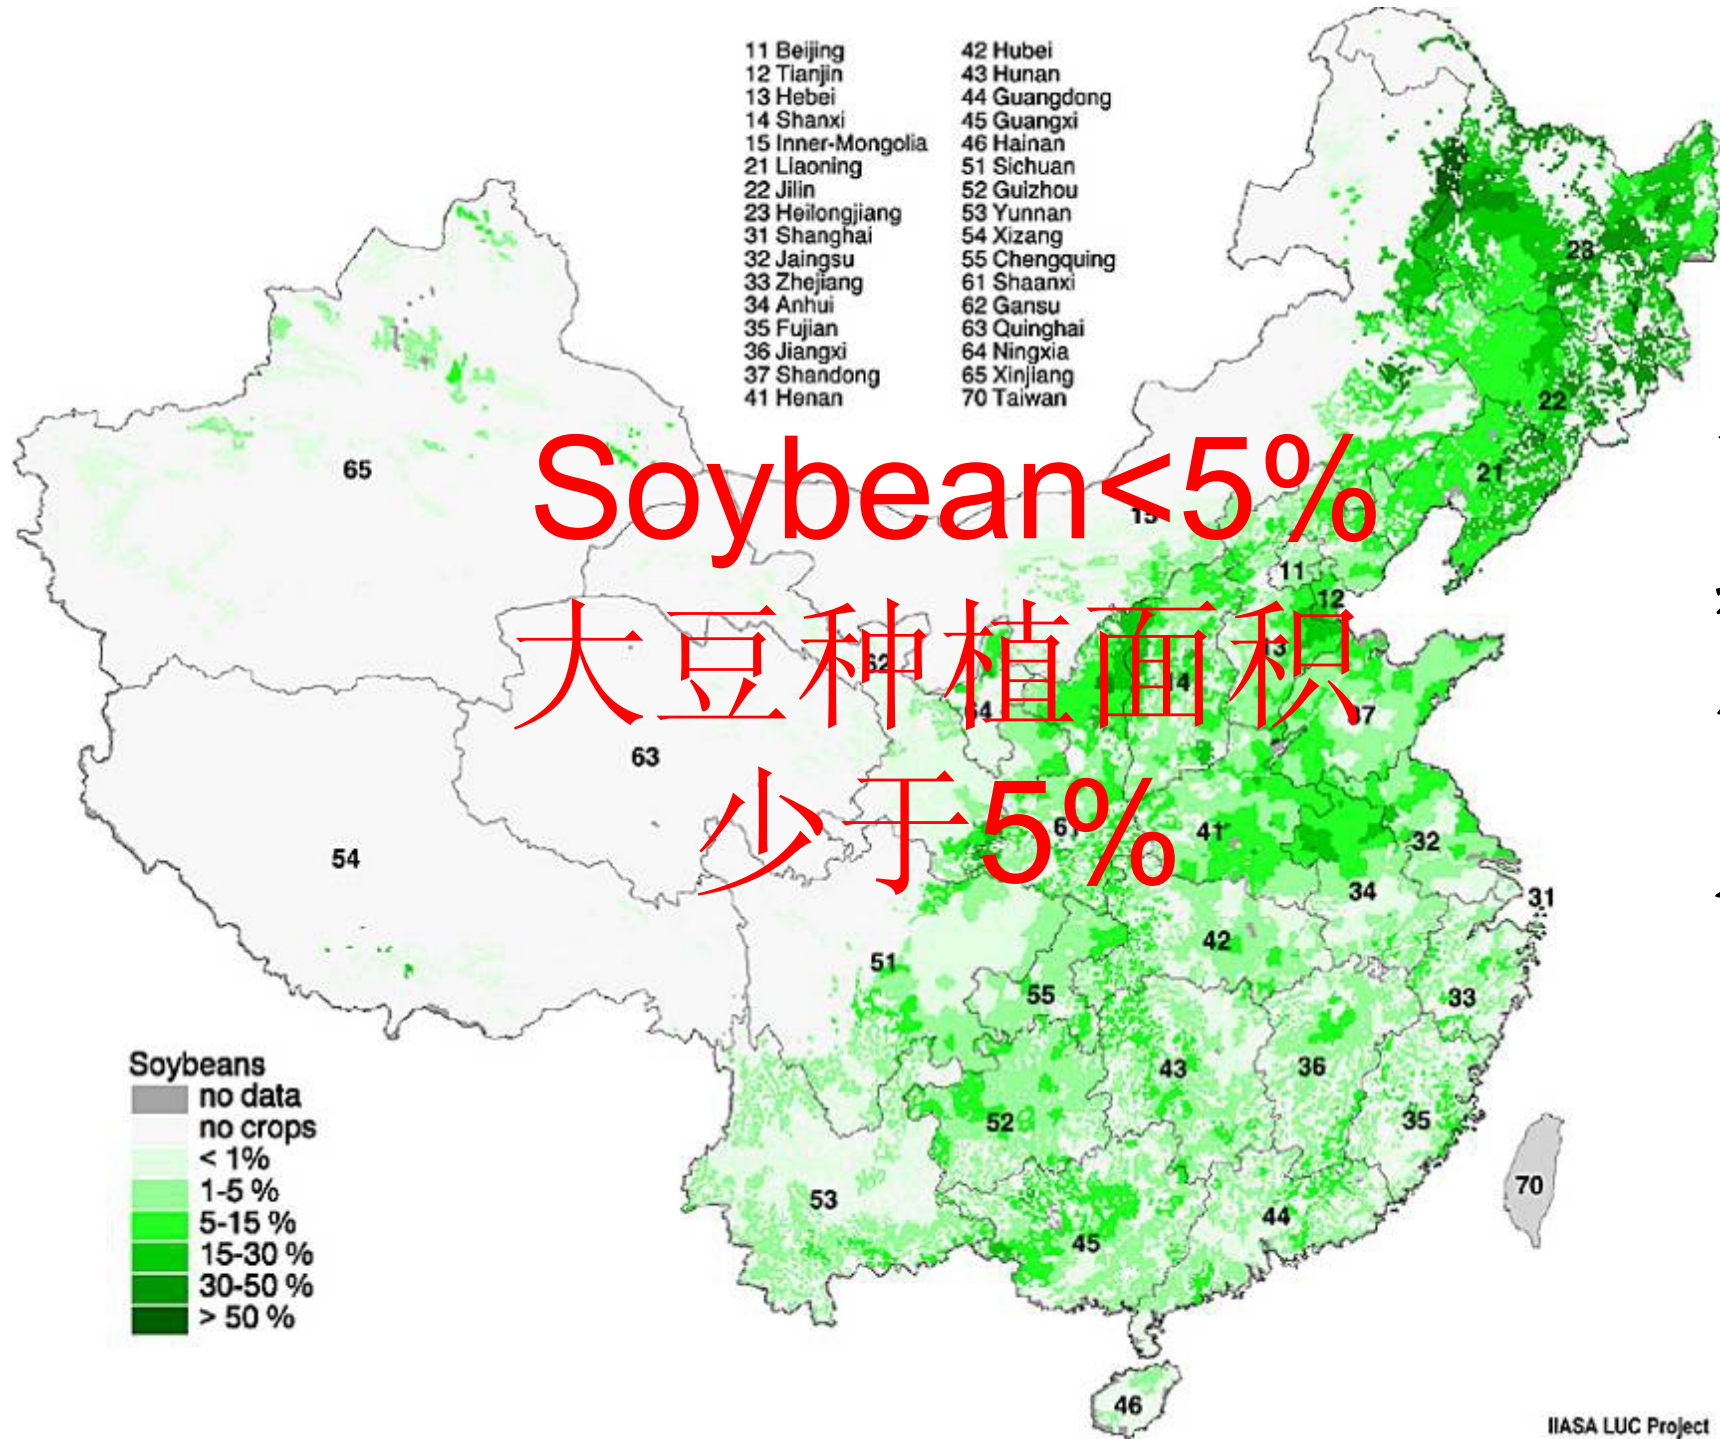 11 Beijing
12 Tianjin
13 Hebei
14 Shanxi
15 Inner-Mongolia
21 Liaoning
22 Jilin
23 Heilongjiang
31 Shanghai
32 Jaingsu
33 Zhejiang
34 Anhui
35 Fujian
36 Jiangxi
37 Shandong
41 Henan
42 Hubei
43 Hunan
44 Guangdong
45 Guangxi
46 Hainan
51 Sichuan
52 Guizhou
53 Yunnan
54 Xizang
55 Chengquing
61 Shaanxi
62 Gansu
63 Quinghai
64 Ningxia
65 Xinjiang
70 Taiwan
23
22
65
21
Soybean<5%
15
11
12
大豆种植面积
62
13
14
64
37
63
少于5%
61
41
32
54
34
31
42
51
55
33
43
36
52
35
70
53
44
45
46
Soybeans
no data
no crops
< 1%
1-5 %
5-15 %
15-30 %
30-50 %
> 50 %
IIASA LUC Project